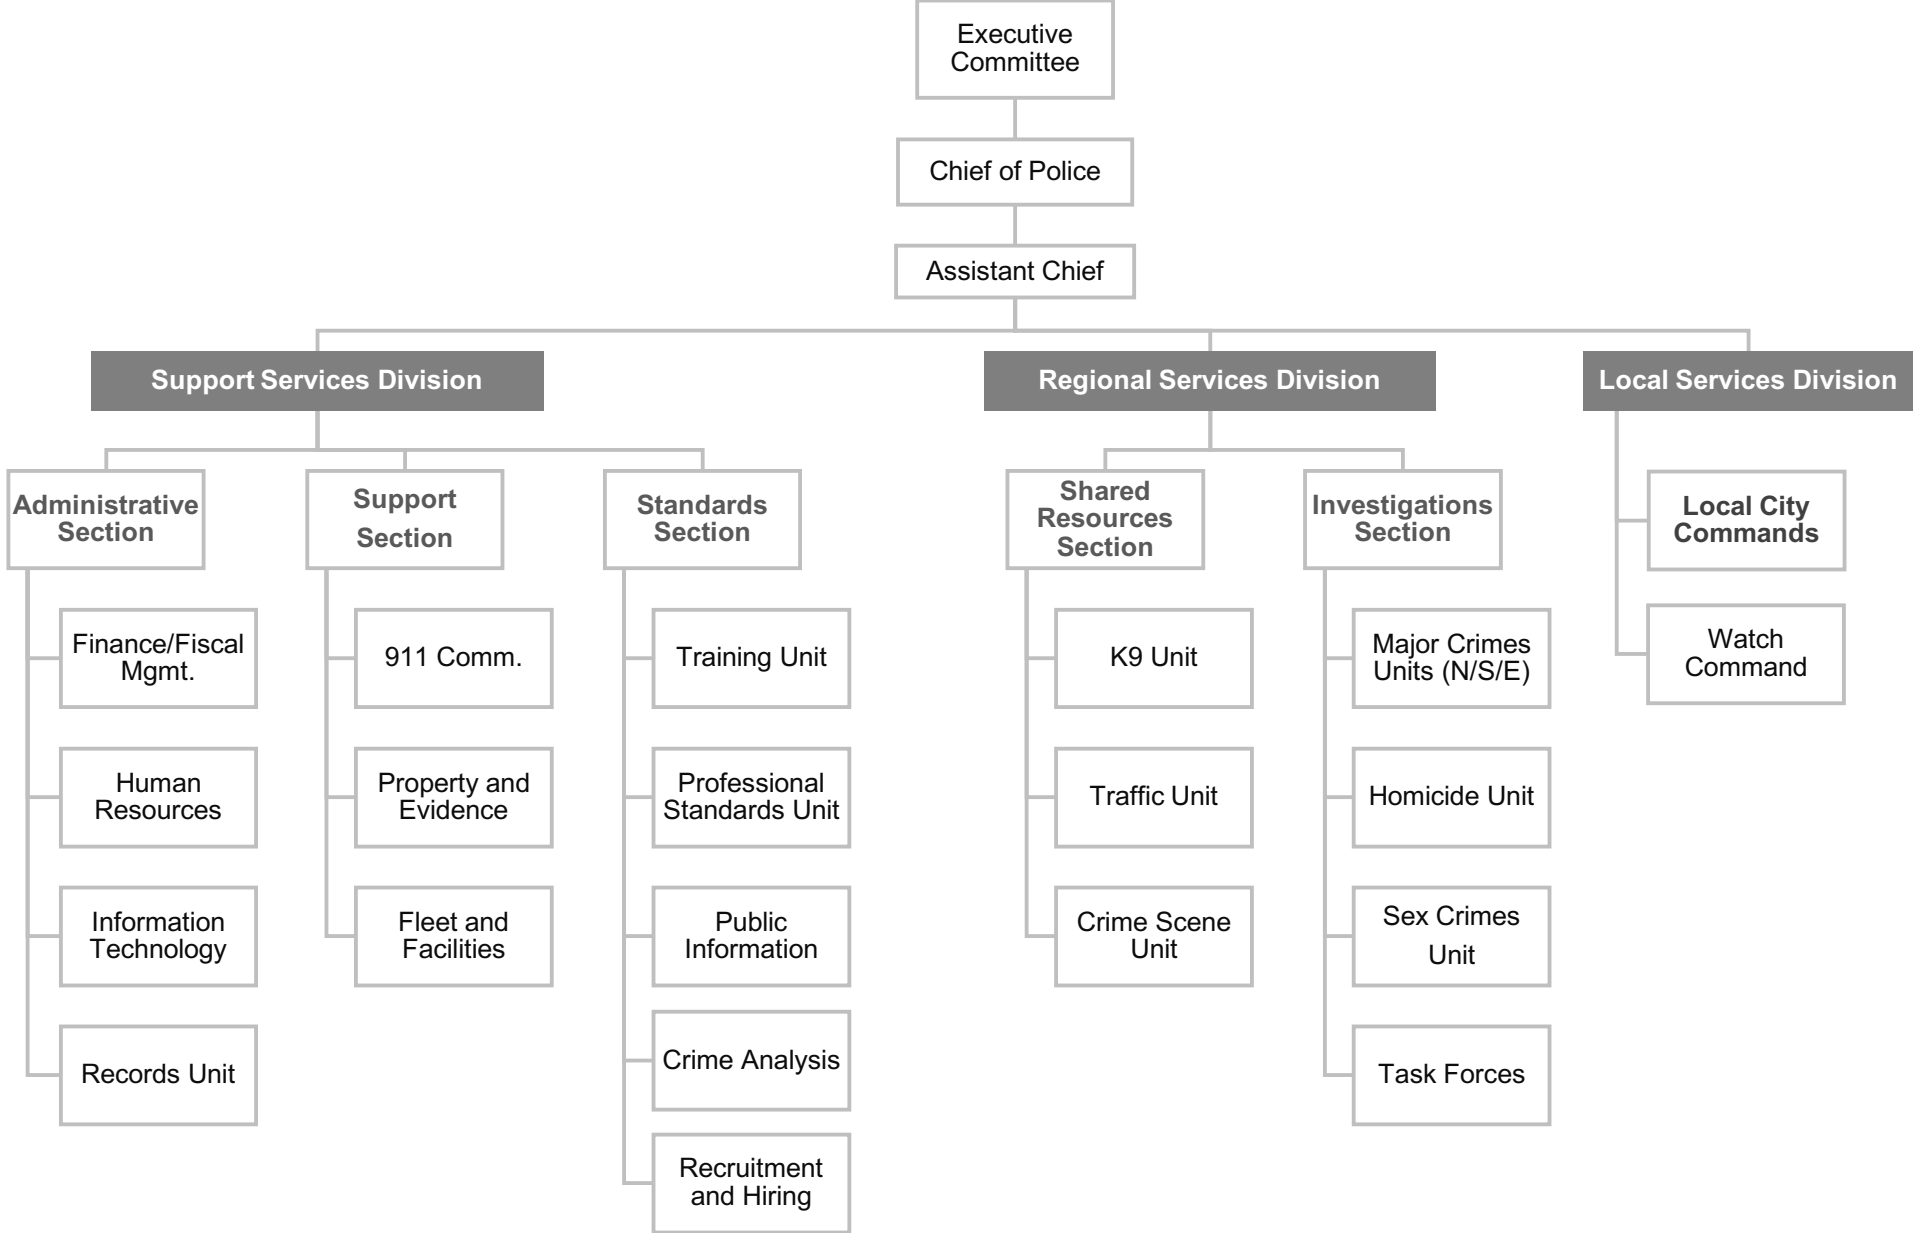 Executive
Committee
Chief of Police
Assistant Chief
Support Services Division
Regional Services Division
Local Services Division
Administrative
Section
Support
Section
Standards
Section
Shared
Resources
Section
Investigations
Section
Local City
Commands
Finance/Fiscal
Mgmt.
911 Comm.
Training Unit
K9 Unit
Major Crimes
Units (N/S/E)
Watch
Command
Human
Resources
Property and
Evidence
Professional
Standards Unit
Traffic Unit
Homicide Unit
Information
Technology
Fleet and
Facilities
Public
Information
Crime Scene
Unit
Sex Crimes
Unit
Records Unit
Crime Analysis
Task Forces
Recruitment
and Hiring